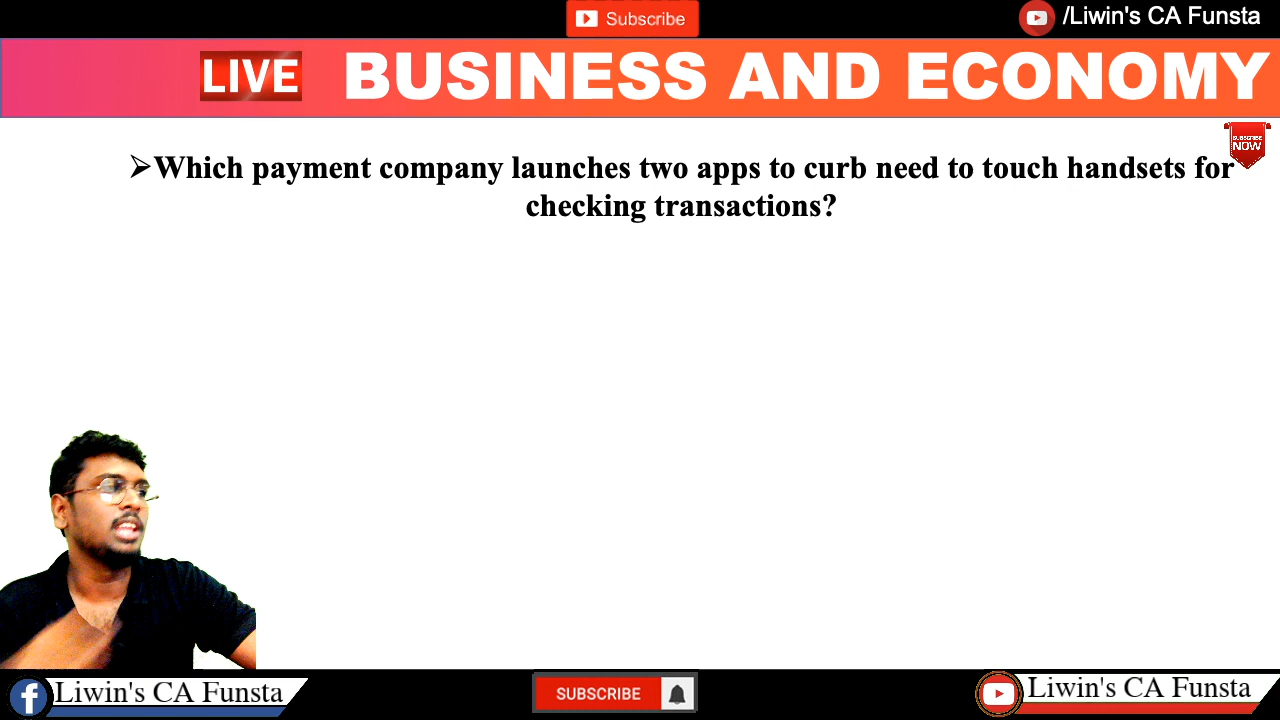 Subscribe
/Liwin's CA Funsta
LIVE BUSINESS AND ECONOMY
SUBSCRIBE
NOW
➢Which payment company launches two apps to curb need to touch handsets for
checking transactions?
Liwin's CA Funsta
SUBSCRIBE
Liwin's CA Funsta